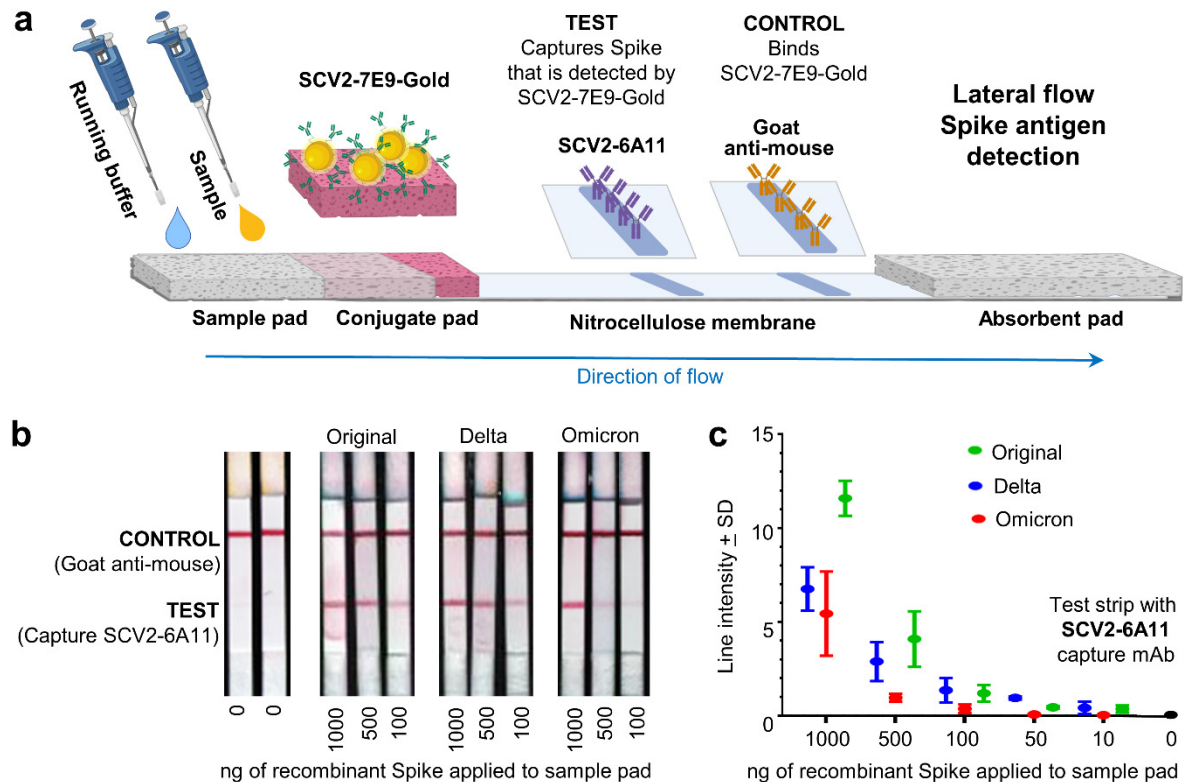 a
Running buffer
Sample
SCV2-7E9-Gold
TEST
Captures Spike
that is detected by
SCV2-7E9-Gold
SCV2-6A11
CONTROL
Binds
SCV2-7E9-Gold
Goat
anti-mouse
Lateral flow
Spike antigen
detection
Sample pad
Conjugate pad
Nitrocellulose membrane
Absorbent pad
Direction of flow
b
Original
Delta
Omicron
CONTROL
(Goat anti-mouse)
TEST
(Capture SCV2-6A11)
0 0 1000 500 100 1000 500 100 1000 500 100
ng of recombinant Spike applied to sample pad
c
Line intensity ± SD
15
10
5
0
Original
Delta
Omicron
Test strip with
SCV2-6A11
capture mAb
1000 500 100 50 10 0
ng of recombinant Spike applied to sample pad